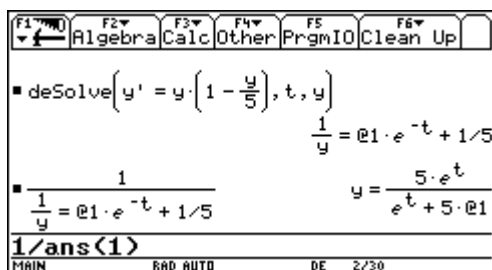 F1 F2 F3 F4 F5 F6
Algebra Calc Other PrgmIO Clean Up
deSolve(y' = y·(1 - y/5), t, y)
1/y = @1·e^-t + 1/5
1/(1/y = @1·e^-t + 1/5) y = 5·e^t/(e^t + 5·@1)
1/ans(1)
MAIN RAD AUTO DE 2/30